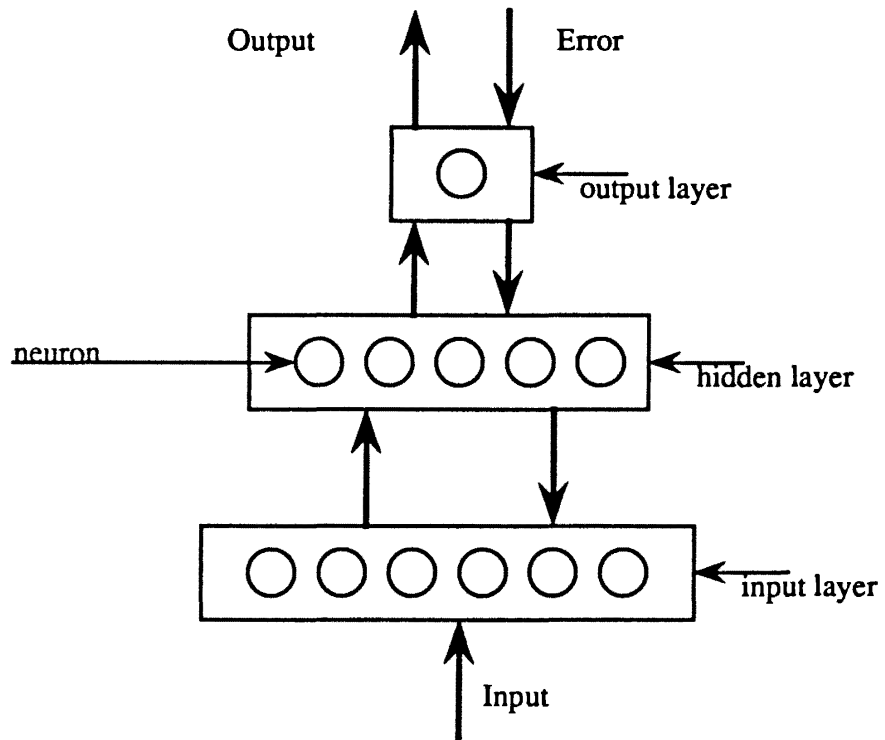 Output
Error
output layer
neuron
hidden layer
input layer
Input